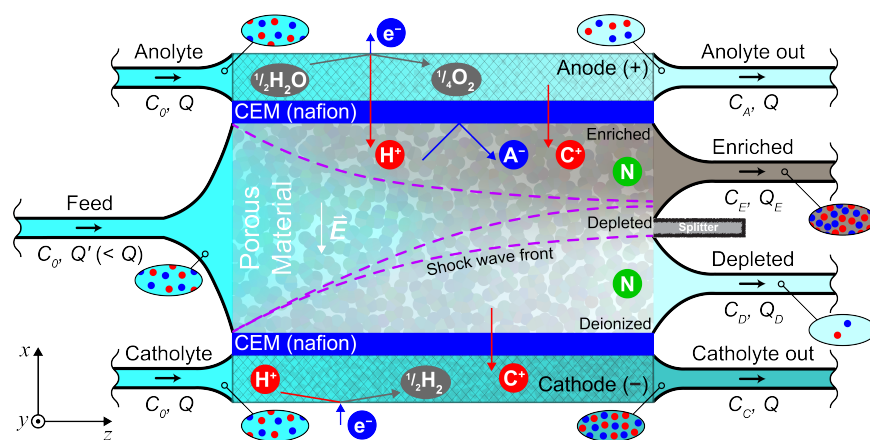 Anolyte
e⁻
Anolyte out
½H₂O
¼O₂
Anode (+)
C₀, Q
C_A, Q
CEM (nafion)
Enriched
Enriched
H⁺
A⁻
C⁺
N
Feed
Porous
Material
E⃗
C_E, Q_E
Depleted
Splitter
C₀, Q′ (< Q)
Shock wave front
Depleted
N
C_D, Q_D
Deionized
CEM (nafion)
Catholyte
Catholyte out
x
H⁺
½H₂
C⁺
Cathode (−)
C₀, Q
C_C, Q
y
z
e⁻